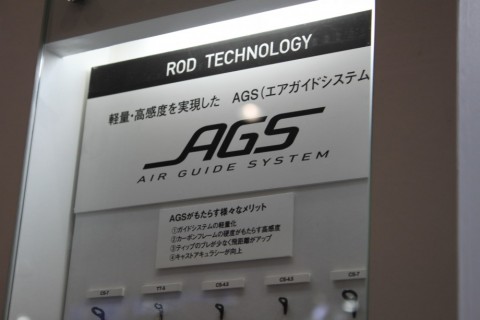 ROD TECHNOLOGY
軽量・高感度を実現した AGS(エアガイドシステム
AGS
AIR GUIDE SYSTEM
AGSがもたらす様々なメリット
①ガイドシステムの軽量化
②カーボンフレームの硬度がもたらす高感度
③ティップのブレが少なく飛距離がアップ
④キャストアキュラシーが向上